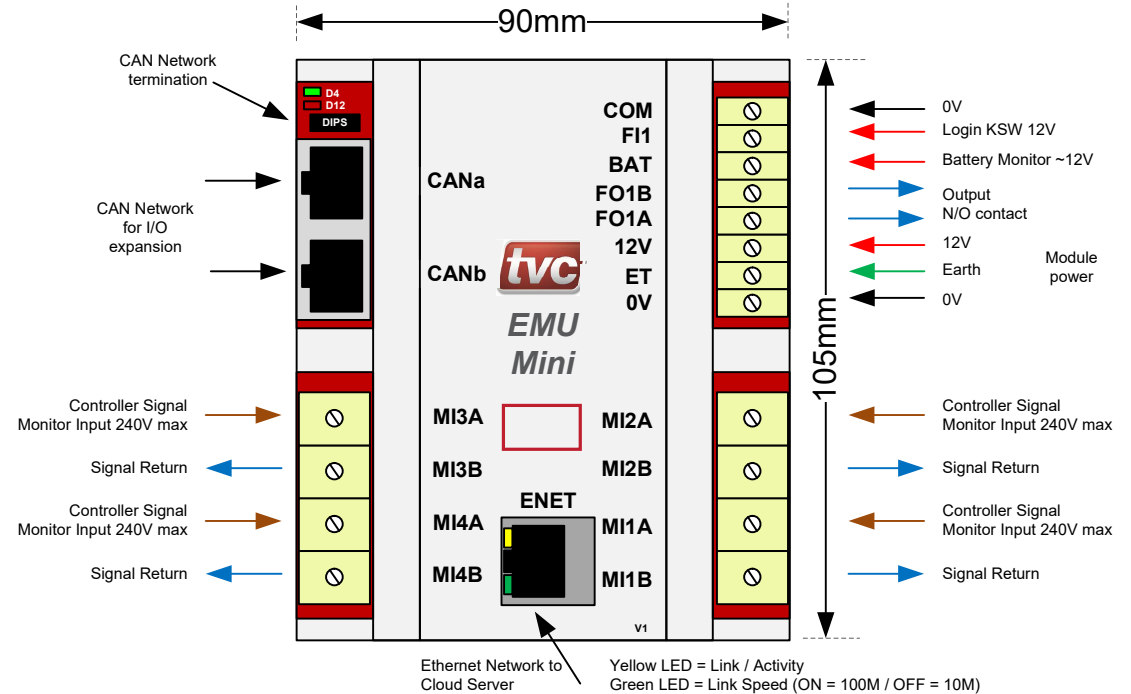 90mm
CAN Network
termination
D4
D12
DIPS
CANa
CANb
CAN Network
for I/O
expansion
COM
FI1
BAT
FO1B
FO1A
12V
ET
0V
0V
Login KSW 12V
Battery Monitor ~12V
Output
N/O contact
12V
Earth
0V
Module
power
tvc
EMU
Mini
105mm
Controller Signal
Monitor Input 240V max
Signal Return
Controller Signal
Monitor Input 240V max
Signal Return
MI3A
MI3B
MI4A
MI4B
MI2A
MI2B
MI1A
MI1B
ENET
V1
Controller Signal
Monitor Input 240V max
Signal Return
Controller Signal
Monitor Input 240V max
Signal Return
Ethernet Network to
Cloud Server
Yellow LED = Link / Activity
Green LED = Link Speed (ON = 100M / OFF = 10M)